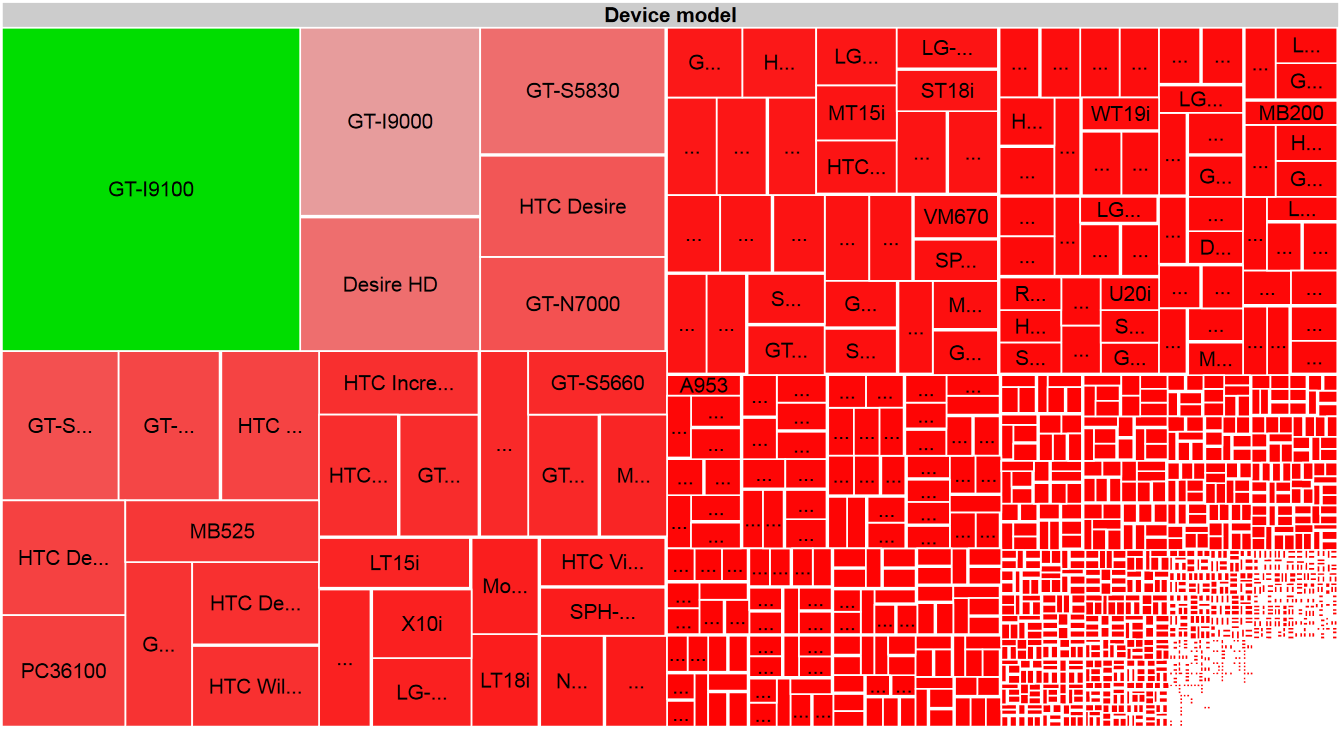 Device model
GT-I9100
GT-I9000
Desire HD
GT-S5830
HTC Desire
GT-N7000
GT-S...
GT-...
HTC ...
HTC De...
PC36100
MB525
G...
HTC De...
HTC Wil...
HTC Incre...
HTC...
GT...
...
GT-S5660
GT...
M...
LT15i
...
X10i
LG-...
Mo...
LT18i
HTC Vi...
SPH-...
N...
...
G...
H...
LG...
MT15i
HTC...
LG-...
ST18i
...
...
...
...
...
...
...
...
...
...
VM670
SP...
...
...
S...
GT...
G...
S...
...
M...
G...
...
...
...
...
...
...
...
L...
G...
H...
...
...
WT19i
...
...
LG...
...
...
G...
MB200
...
H...
G...
...
...
...
LG...
...
...
...
...
D...
...
L...
...
...
R...
H...
S...
...
...
U20i
S...
G...
...
...
...
...
M...
...
...
...
...
...
...
A953